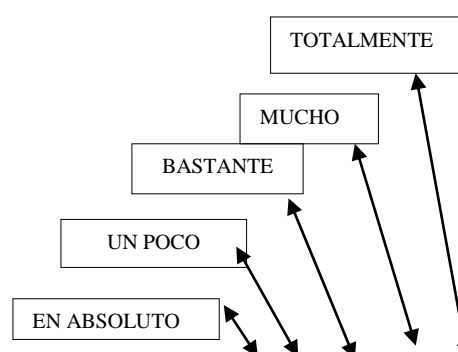 TOTALMENTE
MUCHO
BASTANTE
UN POCO
EN ABSOLUTO